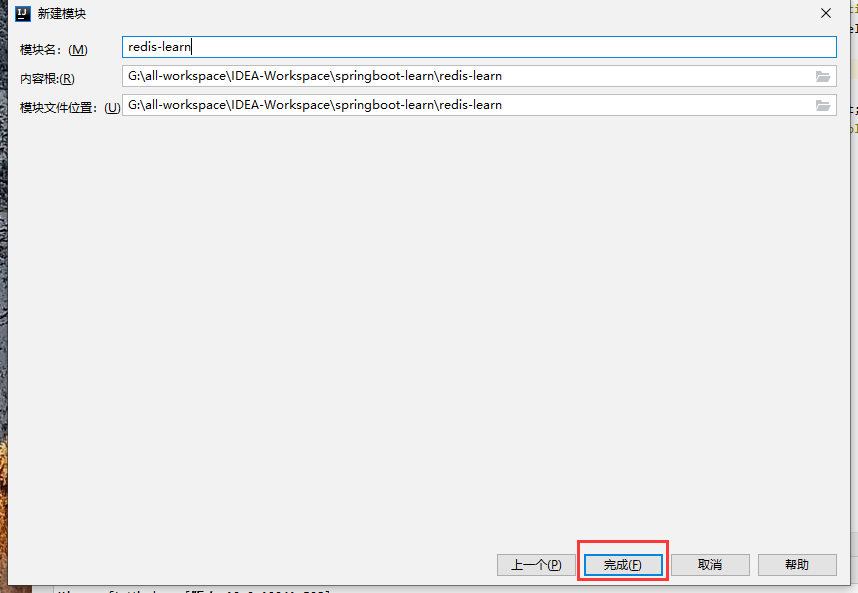 新建模块
模块名：(M) redis-learn
内容根:(R) G:\all-workspace\IDEA-Workspace\springboot-learn\redis-learn
模块文件位置：(U) G:\all-workspace\IDEA-Workspace\springboot-learn\redis-learn
上一个(P) 完成(F) 取消 帮助